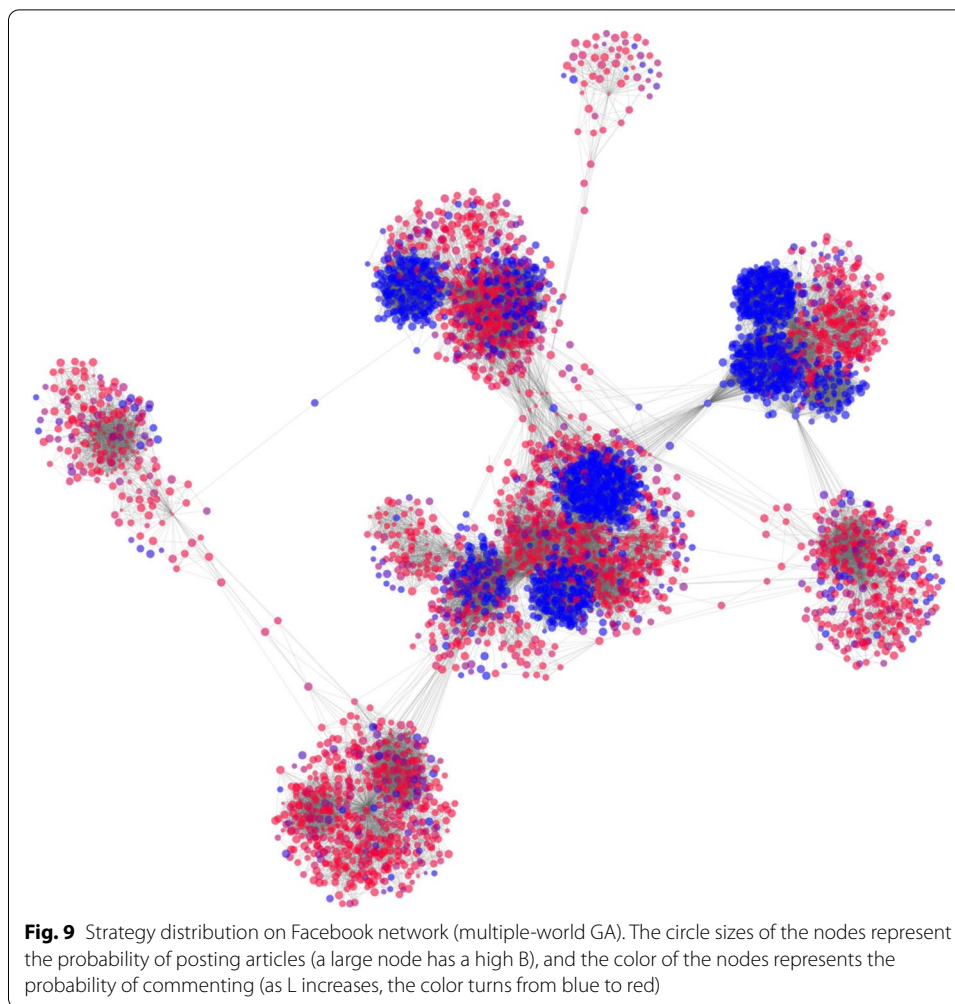 Fig. 9 Strategy distribution on Facebook network (multiple-world GA). The circle sizes of the nodes represent
the probability of posting articles (a large node has a high B), and the color of the nodes represents the
probability of commenting (as L increases, the color turns from blue to red)